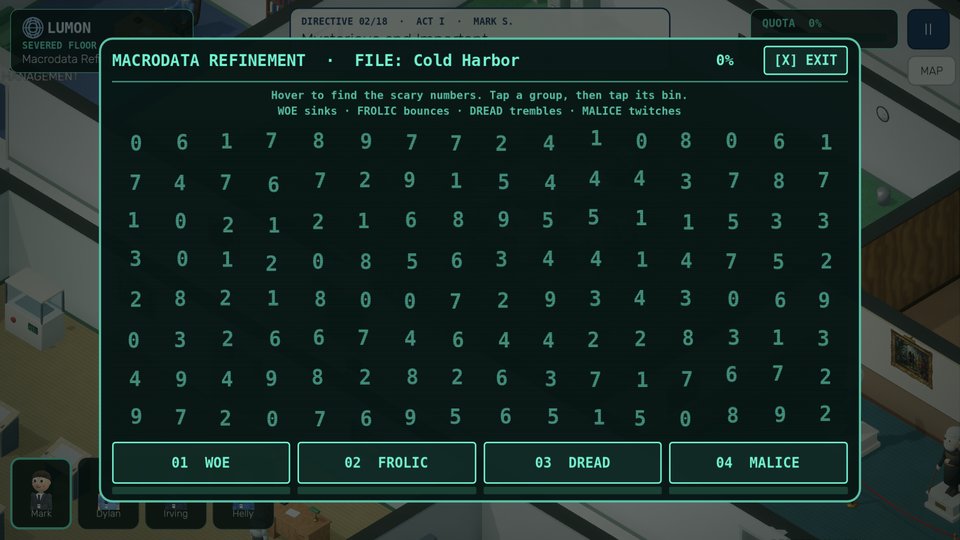 LUMON
SEVERED FLOOR
Macrodata Ref
NAGEMENT
DIRECTIVE 02/18 · ACT I · MARK S.
Mysterious and Important
QUOTA 0%
MAP
MACRODATA REFINEMENT · FILE: Cold Harbor 0% [X] EXIT
Hover to find the scary numbers. Tap a group, then tap its bin.
WOE sinks · FROLIC bounces · DREAD trembles · MALICE twitches
0 6 1 7 8 9 7 7 2 4 1 0 8 0 6 1
7 4 7 6 7 2 9 1 5 4 4 4 3 7 8 7
1 0 2 1 2 1 6 8 9 5 5 1 1 5 3 3
3 0 1 2 0 8 5 6 3 4 4 1 4 7 5 2
2 8 2 1 8 0 0 7 2 9 3 4 3 0 6 9
0 3 2 6 6 7 4 6 4 4 2 2 8 3 1 3
4 9 4 9 8 2 8 2 6 3 7 1 7 6 7 2
9 7 2 0 7 6 9 5 6 5 1 5 0 8 9 2
01 WOE
02 FROLIC
03 DREAD
04 MALICE
Mark
Dylan
Irving
Helly